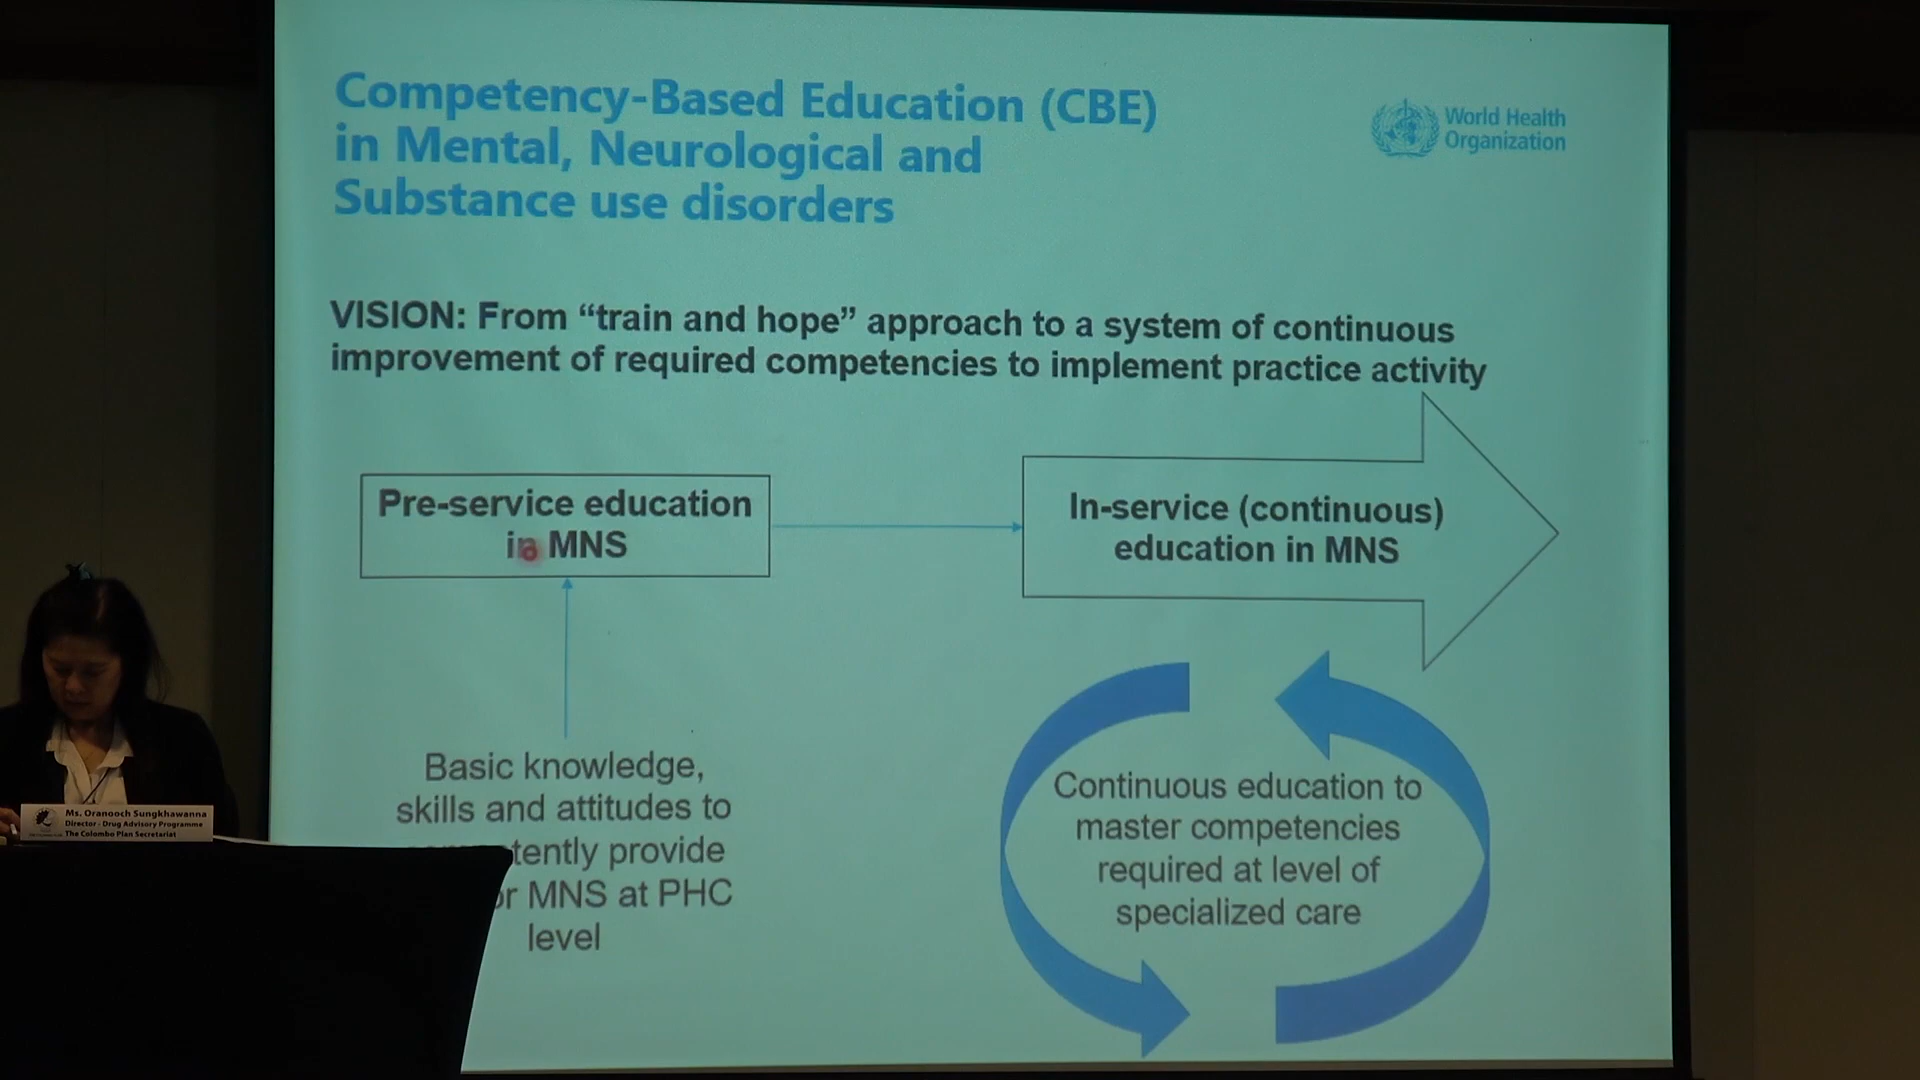 Competency-Based Education (CBE)
in Mental, Neurological and
Substance use disorders
World Health
Organization
VISION: From “train and hope” approach to a system of continuous
improvement of required competencies to implement practice activity
Pre-service education
in MNS
In-service (continuous)
education in MNS
Basic knowledge,
skills and attitudes to
tently provide
or MNS at PHC
level
Continuous education to
master competencies
required at level of
specialized care
Ms. Oranooch Sungkhawanna
Director - Drug Advisory Programme
The Colombo Plan Secretariat